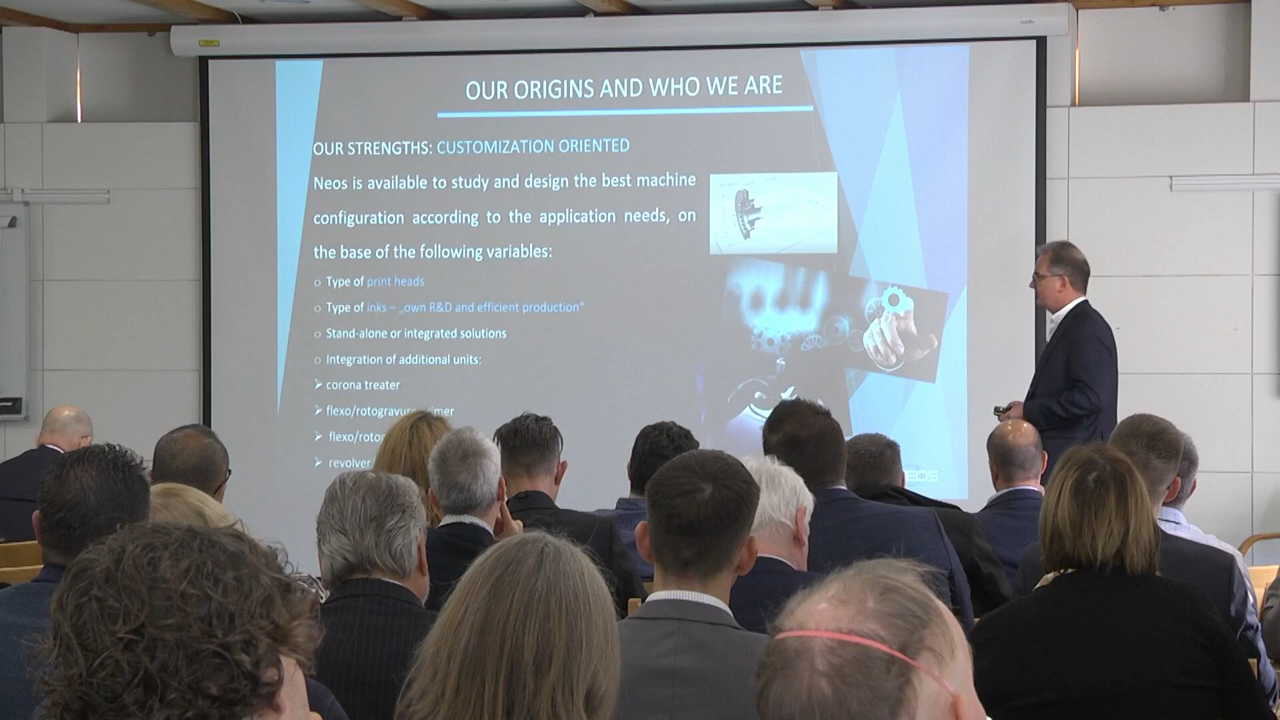 OUR ORIGINS AND WHO WE ARE
OUR STRENGTHS: CUSTOMIZATION ORIENTED
Neos is available to study and design the best machine
configuration according to the application needs, on
the base of the following variables:
○ Type of print heads
○ Type of inks – „own R&D and efficient production"
○ Stand-alone or integrated solutions
○ Integration of additional units:
➢ corona treater
➢ flexo/rotogravure
➢
➢ revolver